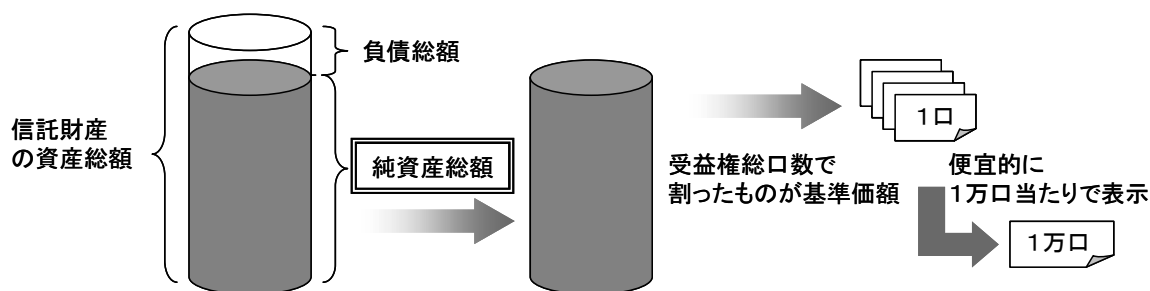 負債総額
信託財産
の資産総額
純資産総額
受益権総口数で
割ったものが基準価額
1口
便宜的に
1万口当たりで表示
1万口